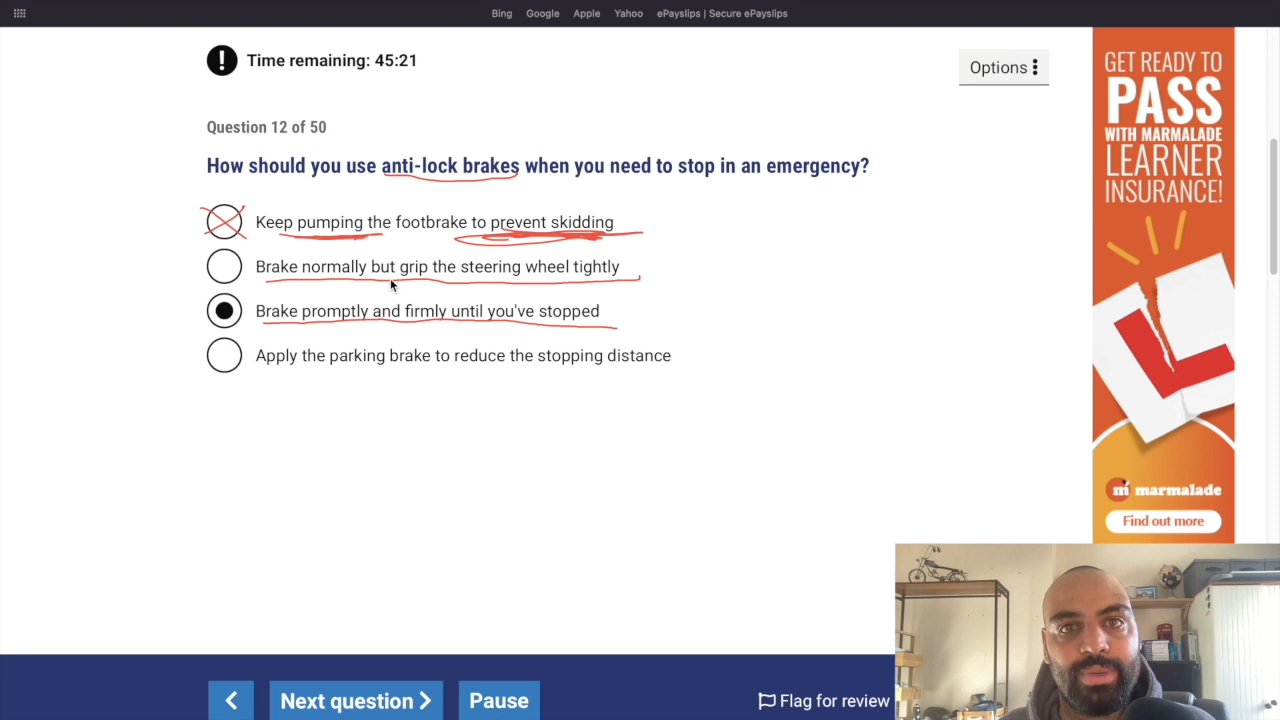 Bing Google Apple Yahoo ePayslips | Secure ePayslips
Time remaining: 45:21
Options
Question 12 of 50
How should you use anti-lock brakes when you need to stop in an emergency?
Keep pumping the footbrake to prevent skidding
Brake normally but grip the steering wheel tightly
Brake promptly and firmly until you've stopped
Apply the parking brake to reduce the stopping distance
Next question
Pause
Flag for review
GET READY TO
PASS
WITH MARMALADE
LEARNER
INSURANCE!
L
m marmalade
Find out more